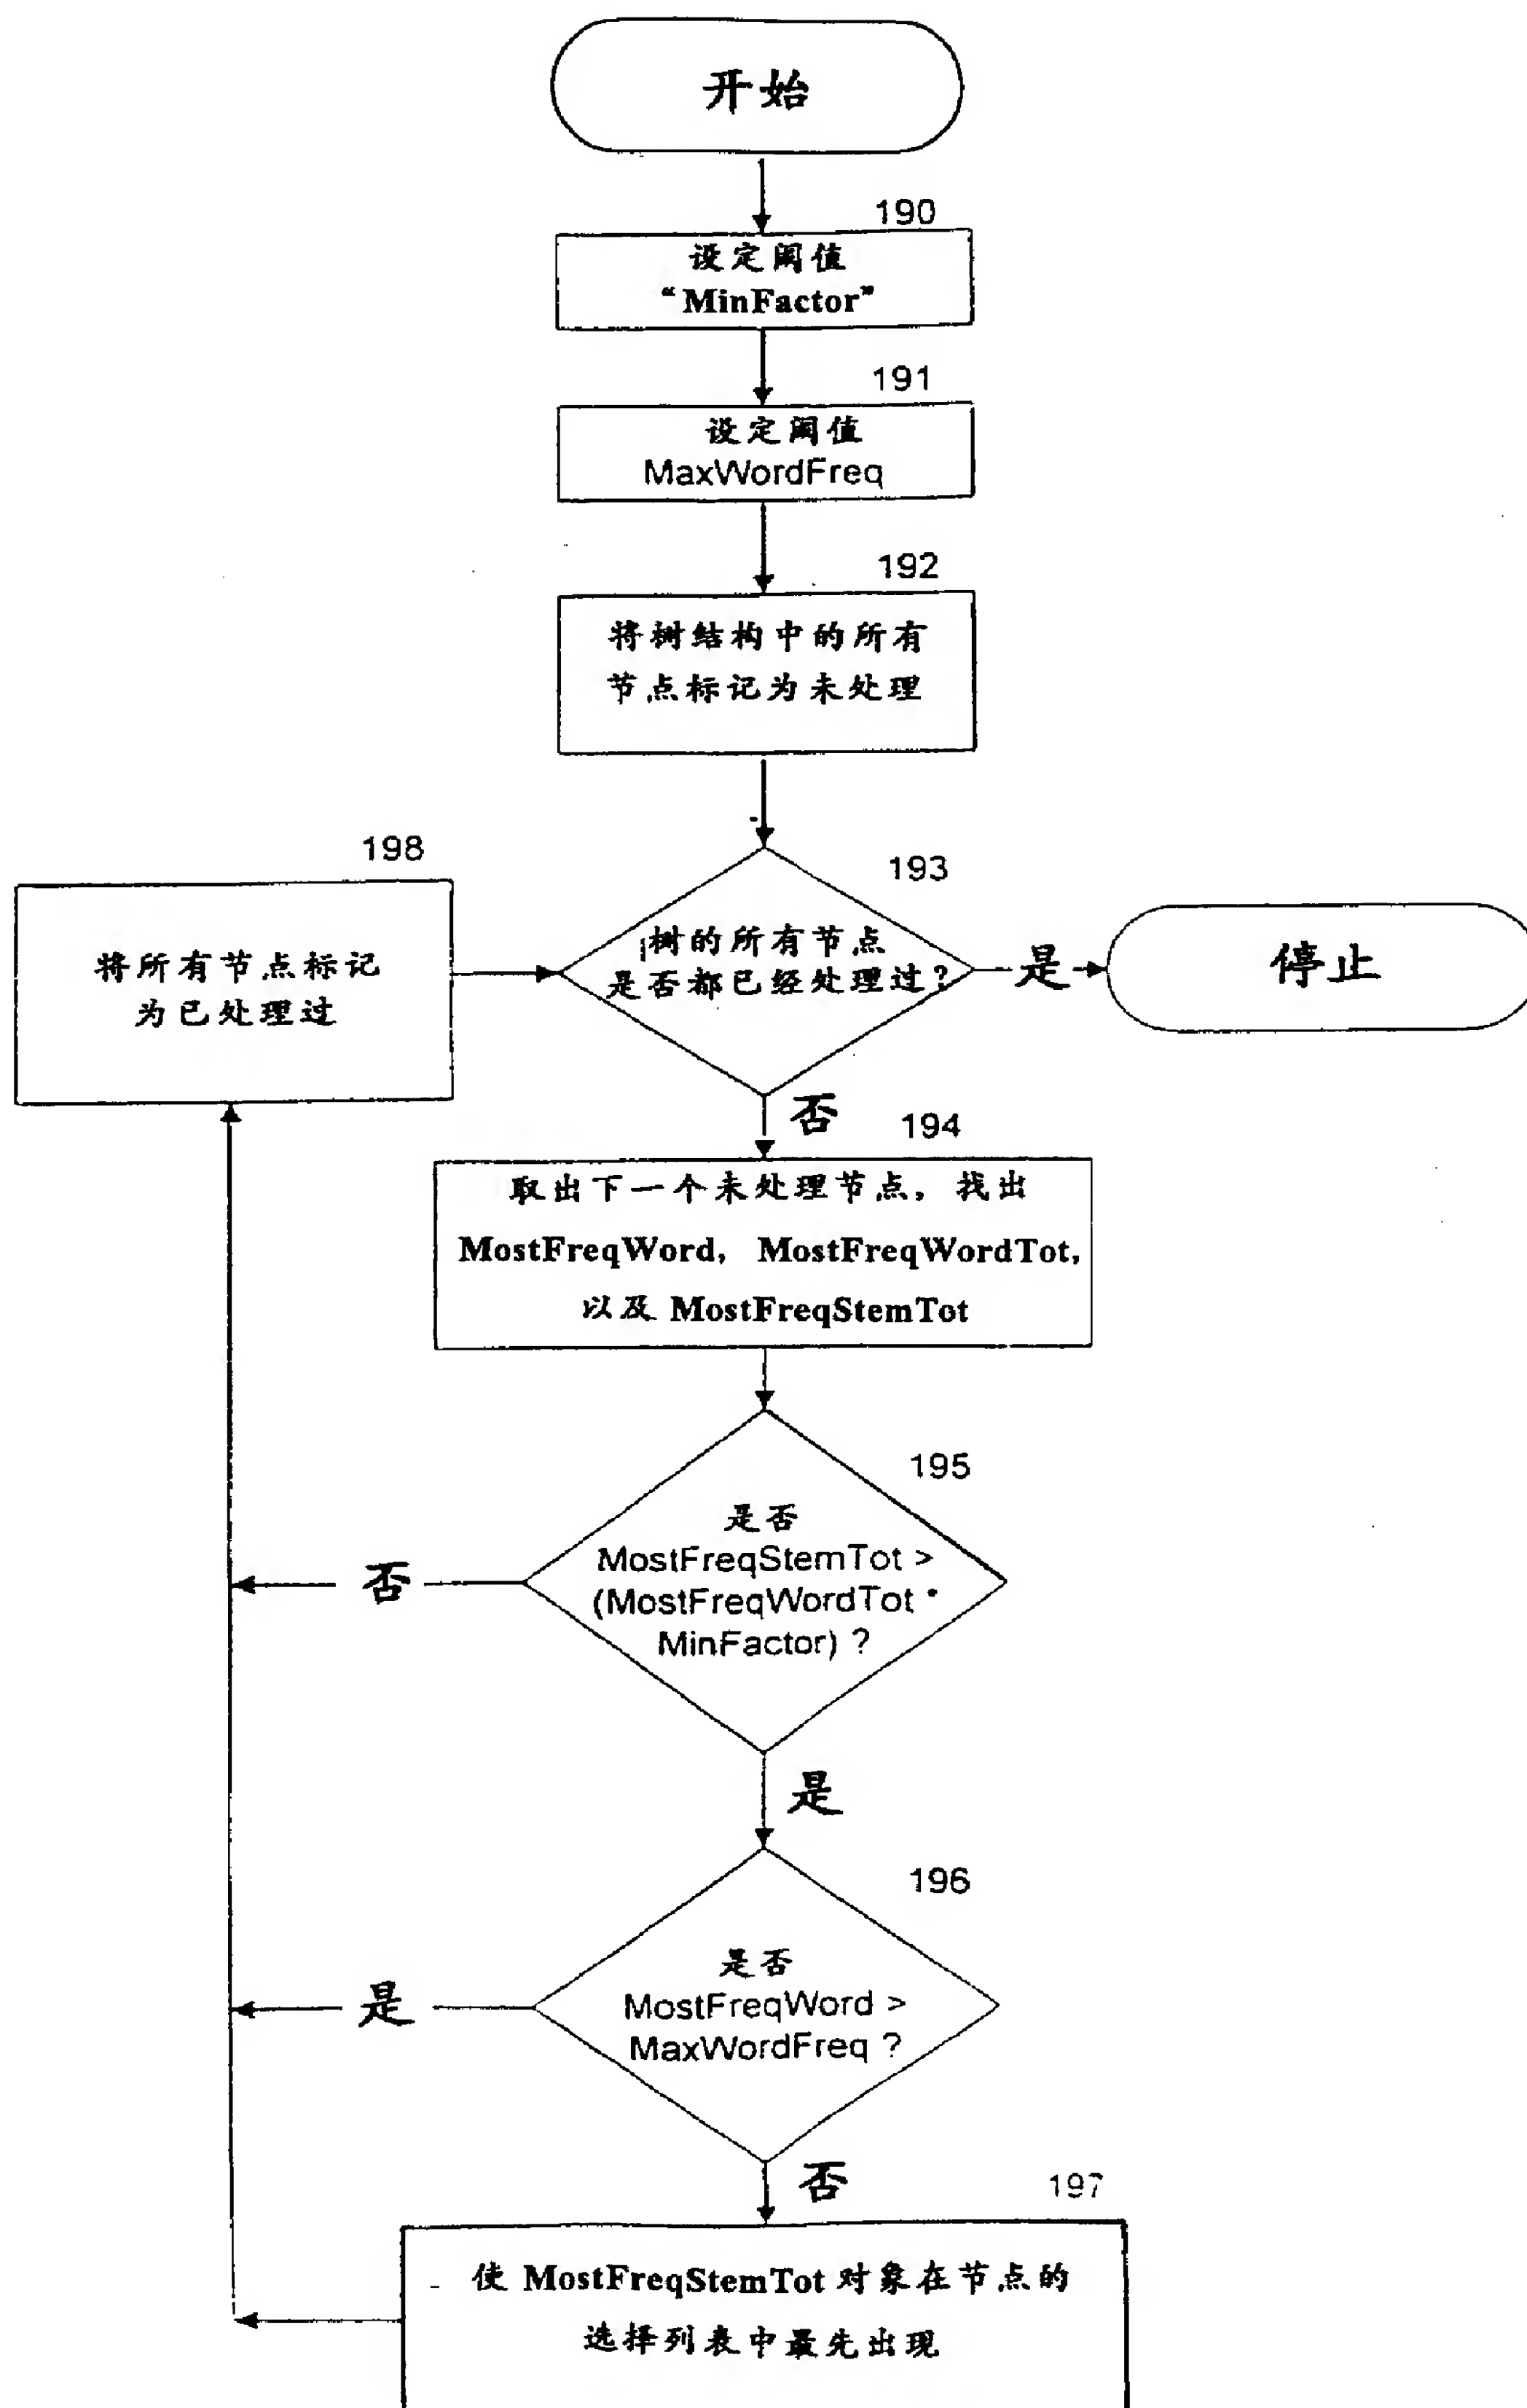 开始
190
设定阈值
“MinFactor”
191
设定阈值
MaxWordFreq
192
将树结构中的所有
节点标记为未处理
198
将所有节点标记
为已处理过
193
树的所有节点
是否都已经处理过?
是
停止
否
194
取出下一个未处理节点, 找出
MostFreqWord, MostFreqWordTot,
以及 MostFreqStemTot
195
是否
MostFreqStemTot >
(MostFreqWordTot *
MinFactor) ?
否
是
196
是否
MostFreqWord >
MaxWordFreq ?
是
否
197
使 MostFreqStemTot 对象在节点的
选择列表中最先出现